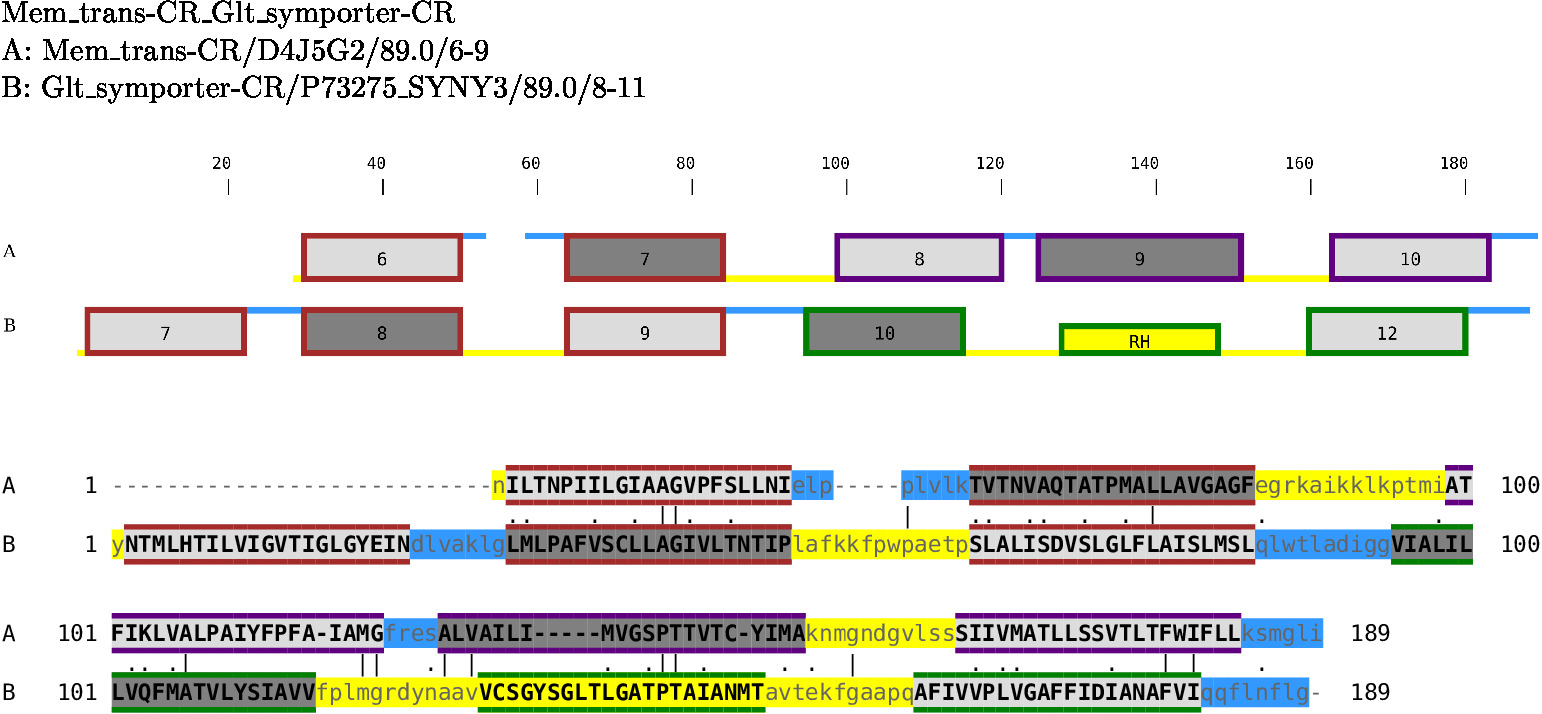 Mem_trans-CR_Glt_symporter-CR
A: Mem_trans-CR/D4J5G2/89.0/6-9
B: Glt_symporter-CR/P73275_SYNY3/89.0/8-11
20 40 60 80 100 120 140 160 180
A 6 7 8 9 10
B 7 8 9 10 RH 12
A 1 ----------------------------nILTNPIILGIAAGVPFSLLNIelp-----plvlkTVTNVAQTATPMALLAVGAGFegrkaikklkptmiAT 100
B 1 yNTMLHTILVIGVTIGLGYEINdlvaklgLMLPAFVSCLLAGIVLTNTIPlafkkfpwpaetpSLALISDVSLGLFLAISLMSLqlwtladiggVIALIL 100
A 101 FIKLVALPAIYFPFA-IAMGfresALVAILI-----MVGSPTTVTC-YIMAknmgndgvlssSIIVMATLLSSVTLTFWIFLLksmgli 189
B 101 LVQFMATVLYSIAVVfplmgrdynaavVCSGYSGLTLGATPTAIANMTavtekfgaapqAFIVVPLVGAFFIDIANAFVIqqflnflg- 189